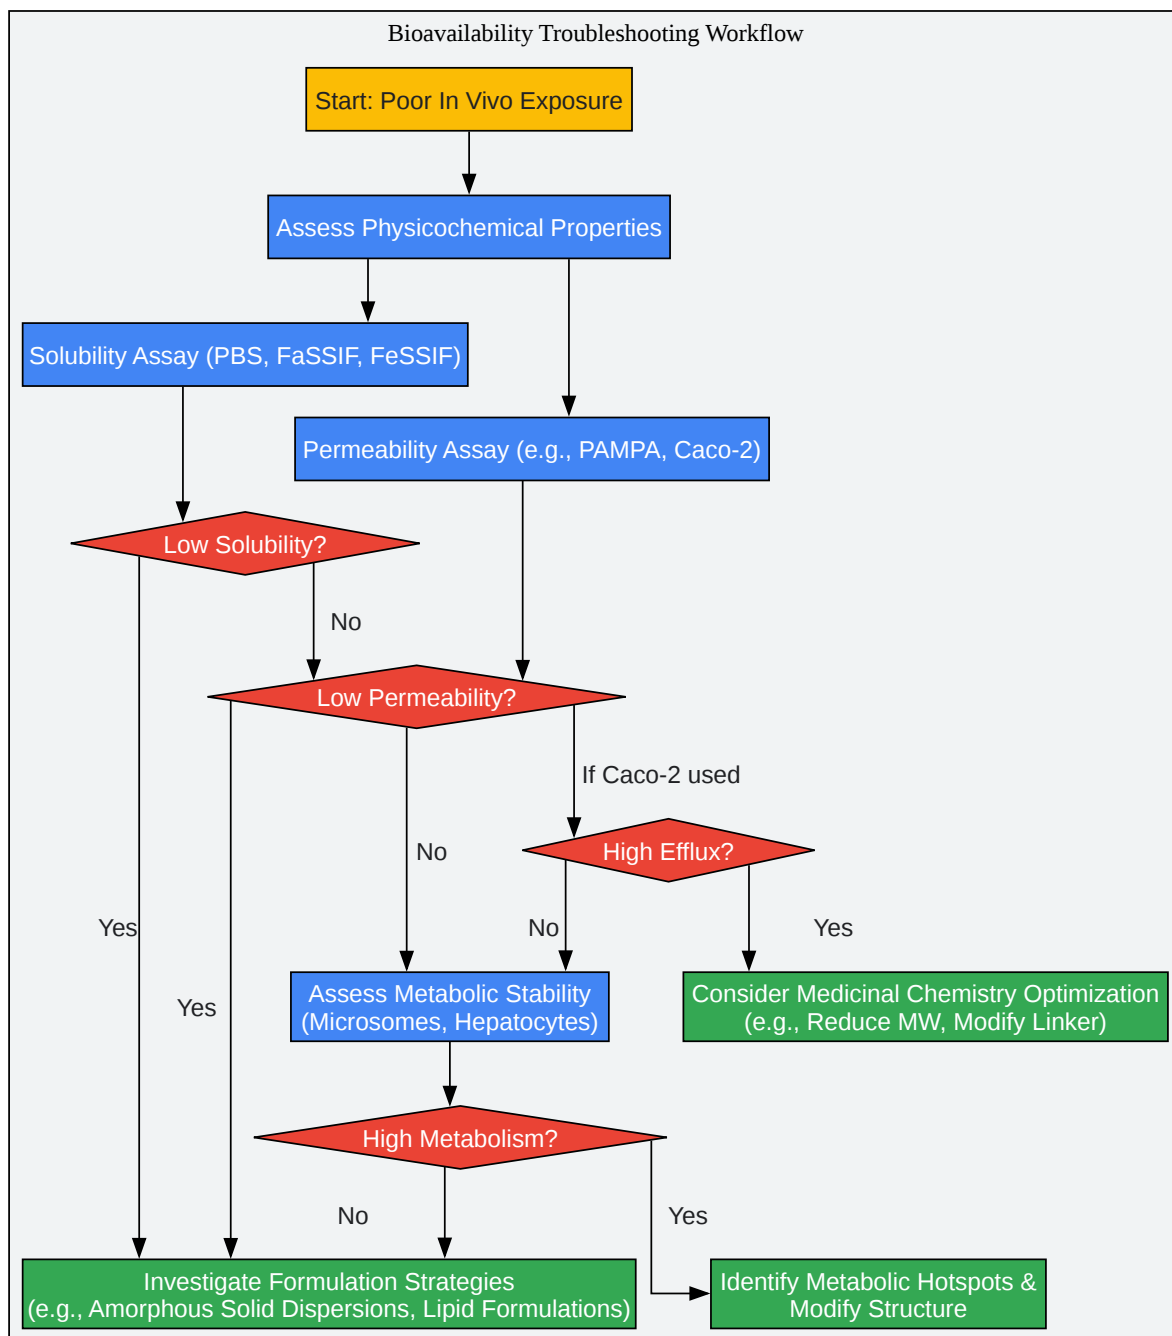 Bioavailability Troubleshooting Workflow
Start: Poor In Vivo Exposure
Assess Physicochemical Properties
Solubility Assay (PBS, FaSSIF, FeSSIF)
Permeability Assay (e.g., PAMPA, Caco-2)
Low Solubility?
No
Low Permeability?
If Caco-2 used
No
High Efflux?
Yes
No
Yes
Yes
Assess Metabolic Stability
(Microsomes, Hepatocytes)
Consider Medicinal Chemistry Optimization
(e.g., Reduce MW, Modify Linker)
High Metabolism?
No
Yes
Investigate Formulation Strategies
(e.g., Amorphous Solid Dispersions, Lipid Formulations)
Identify Metabolic Hotspots &
Modify Structure